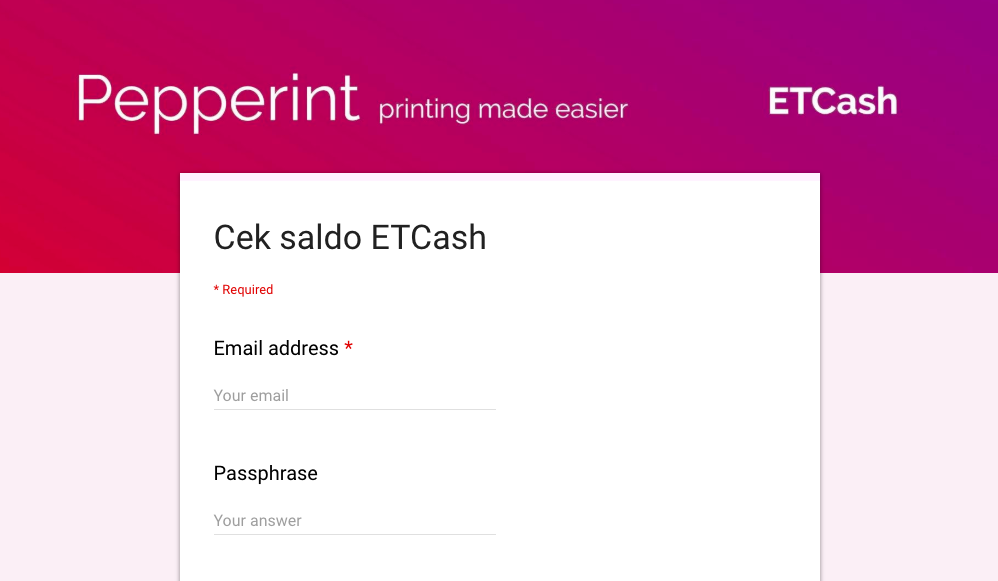 Pepperint printing made easier ETCash
Cek saldo ETCash
* Required
Email address *
Your email
Passphrase
Your answer